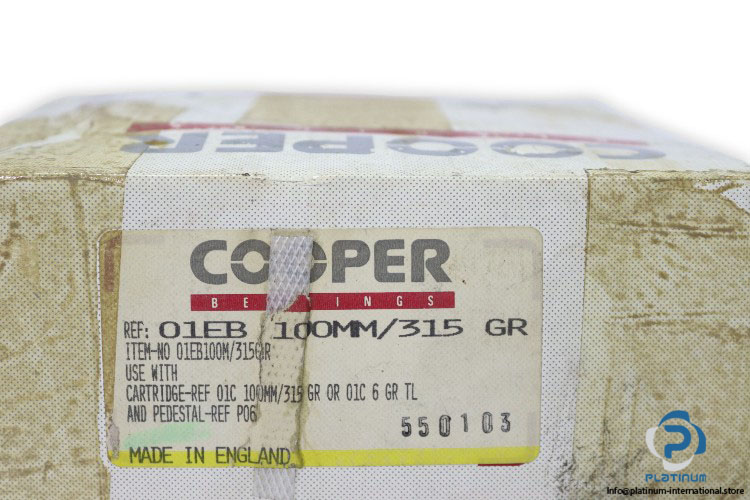 COOPER
COOPER
BEARINGS
REF: 01EB 100MM/315 GR
ITEM-NO 01EB100M/315GR
USE WITH
CARTRIDGE-REF 01C 100MM/315 GR OR 01C 6 GR TL
AND PEDESTAL-REF P06
550103
MADE IN ENGLAND
PLATINUM
Info@platinum-international.store